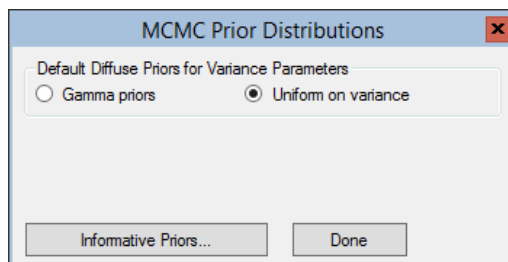 MCMC Prior Distributions
Default Diffuse Priors for Variance Parameters
Gamma priors
Uniform on variance
Informative Priors...
Done